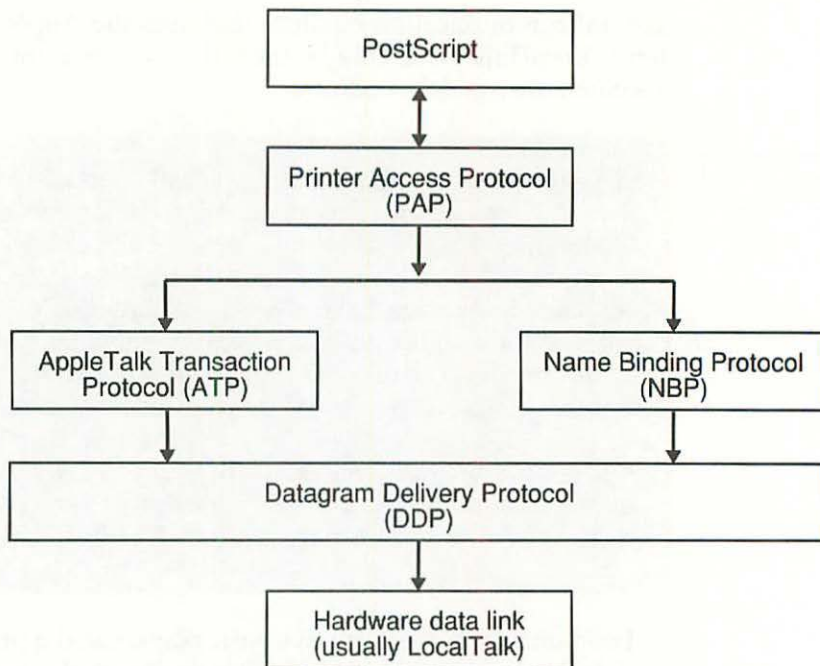 PostScript
Printer Access Protocol
(PAP)
AppleTalk Transaction
Protocol (ATP)
Name Binding Protocol
(NBP)
Datagram Delivery Protocol
(DDP)
Hardware data link
(usually LocalTalk)